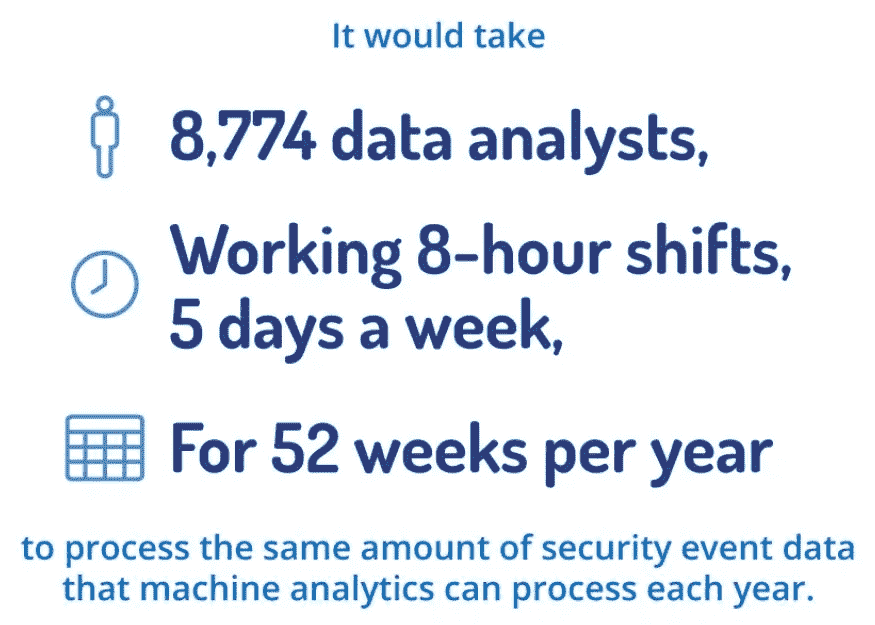 It would take
8,774 data analysts,
Working 8-hour shifts,
5 days a week,
For 52 weeks per year
to process the same amount of security event data
that machine analytics can process each year.